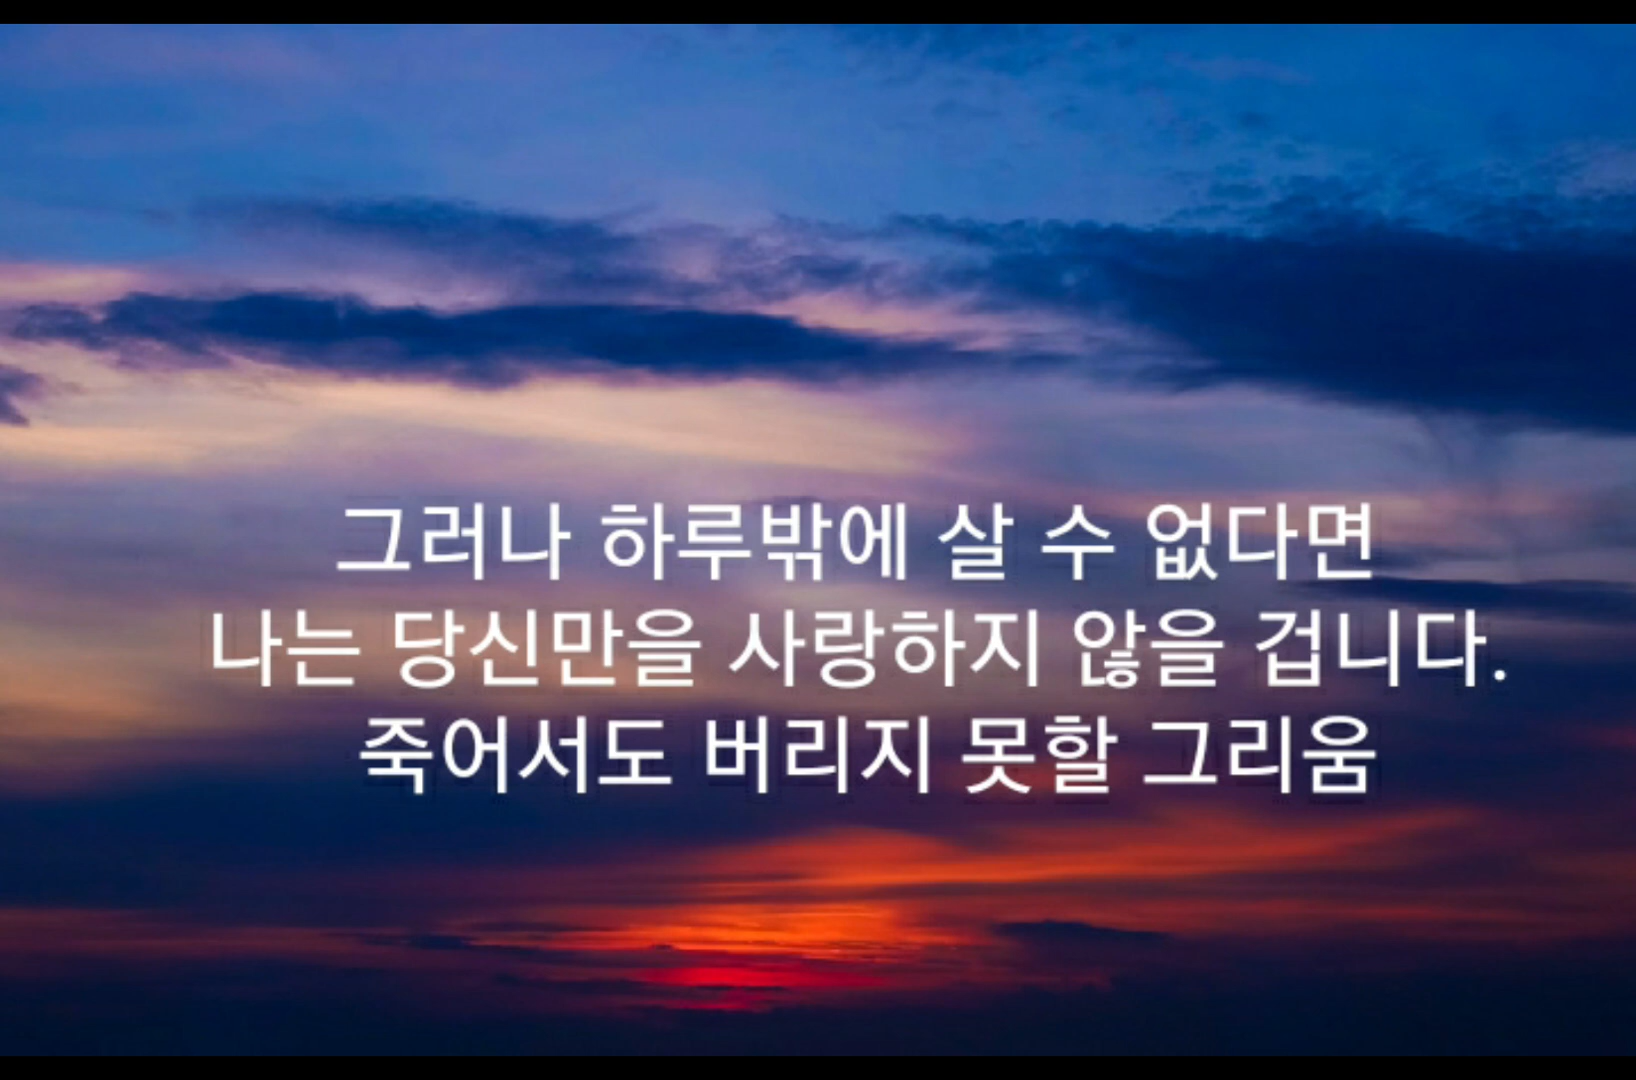 그러나 하루밖에 살 수 없다면
나는 당신만을 사랑하지 않을 겁니다.
죽어서도 버리지 못할 그리움